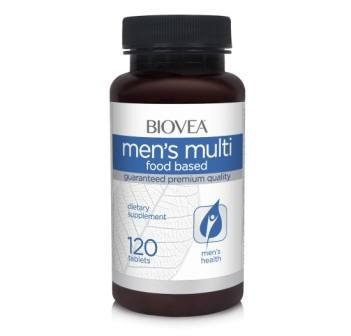 BIOVEA
men's multi
food based
guaranteed premium quality
dietary
supplement
120
tablets
men's
health